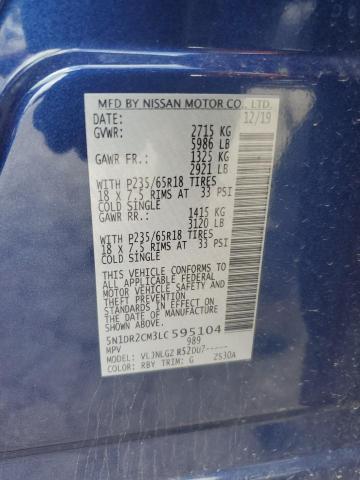 MFD BY NISSAN MOTOR CO., LTD.
DATE: 12/19
GVWR: 2715 KG
5986 LB
GAWR FR.: 1325 KG
2921 LB
WITH P235/65R18 TIRES
18 X 7.5 RIMS AT 33 PSI
COLD SINGLE
GAWR RR.: 1415 KG
3120 LB
WITH P235/65R18 TIRES
18 X 7.5 RIMS AT 33 PSI
COLD SINGLE
THIS VEHICLE CONFORMS TO
ALL APPLICABLE FEDERAL
MOTOR VEHICLE SAFETY
AND THEFT PREVENTION
STANDARDS IN EFFECT ON
THE DATE OF MANUFACTURE
SHOWN ABOVE.
5N1DR2CM3LC595104
MPV 989
MODEL: VLJNLGZ R52DU7-----
COLOR: RBY TRIM: G ZS30A